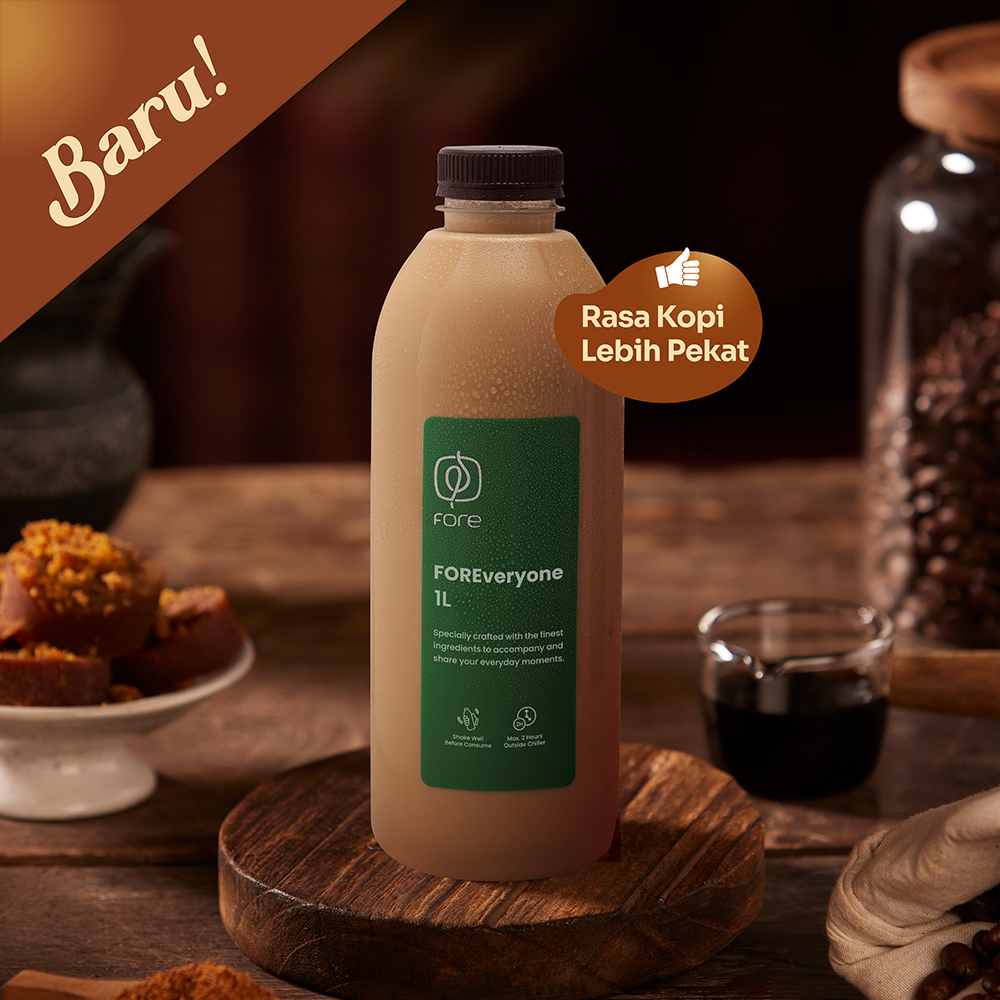 Baru!
Rasa Kopi
Lebih Pekat
FORE
FOREveryone
1L
Specially crafted with the finest
ingredients to accompany and
share your everyday moments.
2H
Shake Well
Before Consume
Max. 2 Hours
Outside Chiller